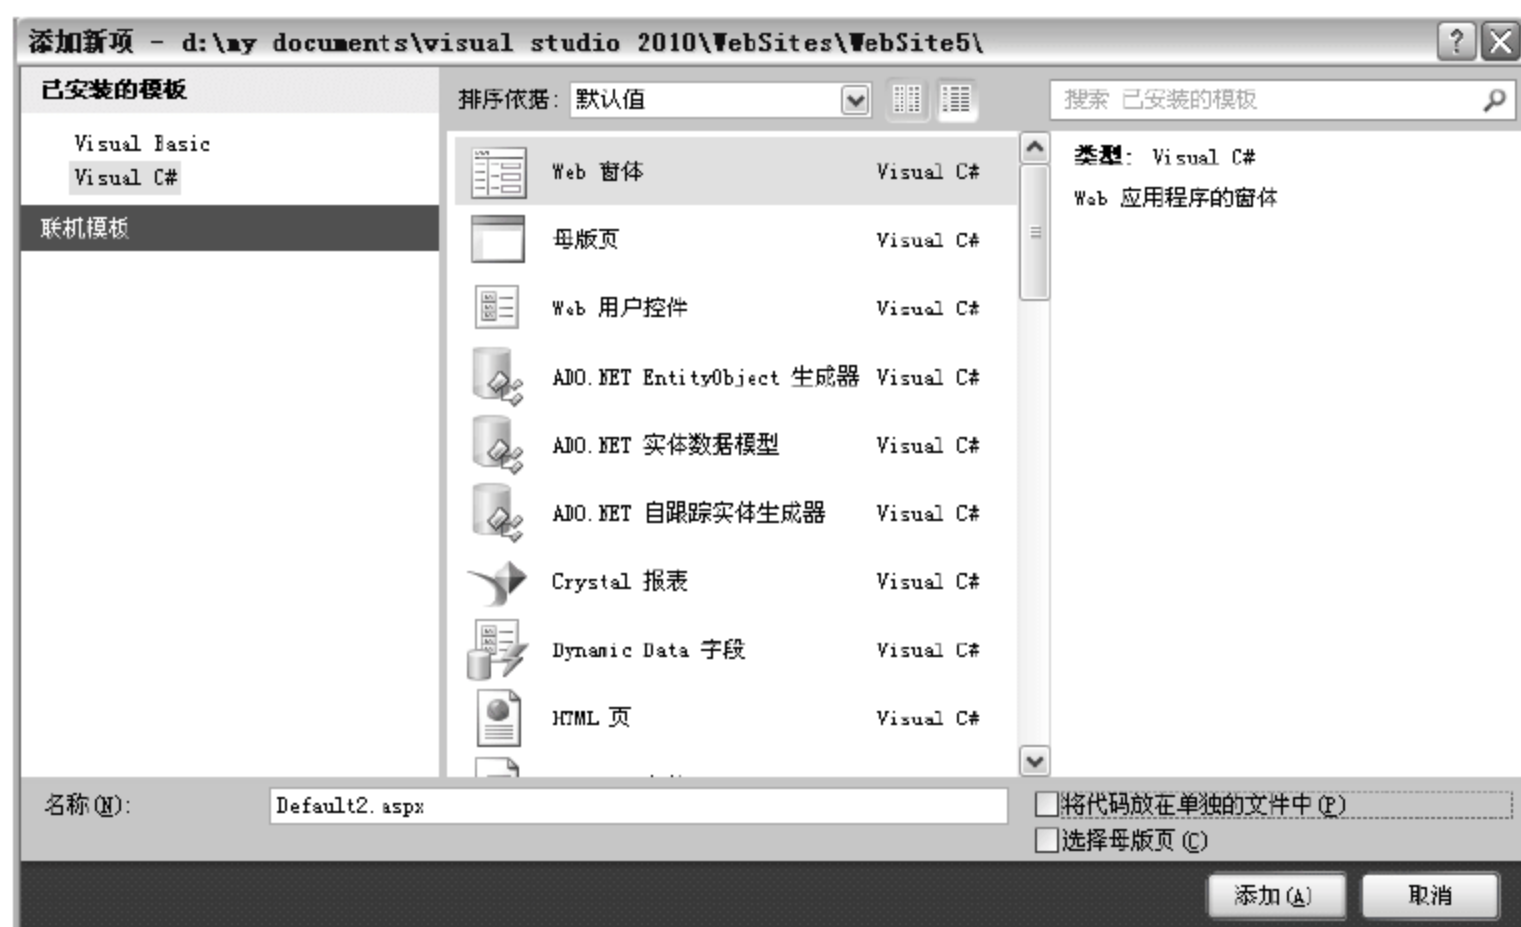 添加新项 - d:\my documents\visual studio 2010\WebSites\WebSite5\
已安装的模板
Visual Basic
Visual C#
联机模板
排序依据: 默认值
搜索 已安装的模板
Web 窗体 Visual C#
母版页 Visual C#
Web 用户控件 Visual C#
ADO.NET EntityObject 生成器 Visual C#
ADO.NET 实体数据模型 Visual C#
ADO.NET 自跟踪实体生成器 Visual C#
Crystal 报表 Visual C#
Dynamic Data 字段 Visual C#
HTML 页 Visual C#
类型: Visual C#
Web 应用程序的窗体
名称(N): Default2.aspx
将代码放在单独的文件中(P)
选择母版页(C)
添加(A) 取消